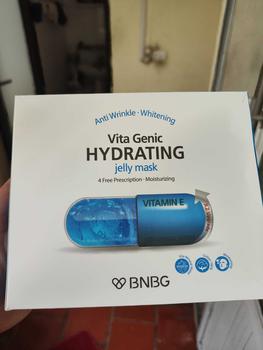 Anti Wrinkle · Whitening
Vita Genic
HYDRATING
jelly mask
4 Free Prescription · Moisturizing
VITAMIN E
BNBG